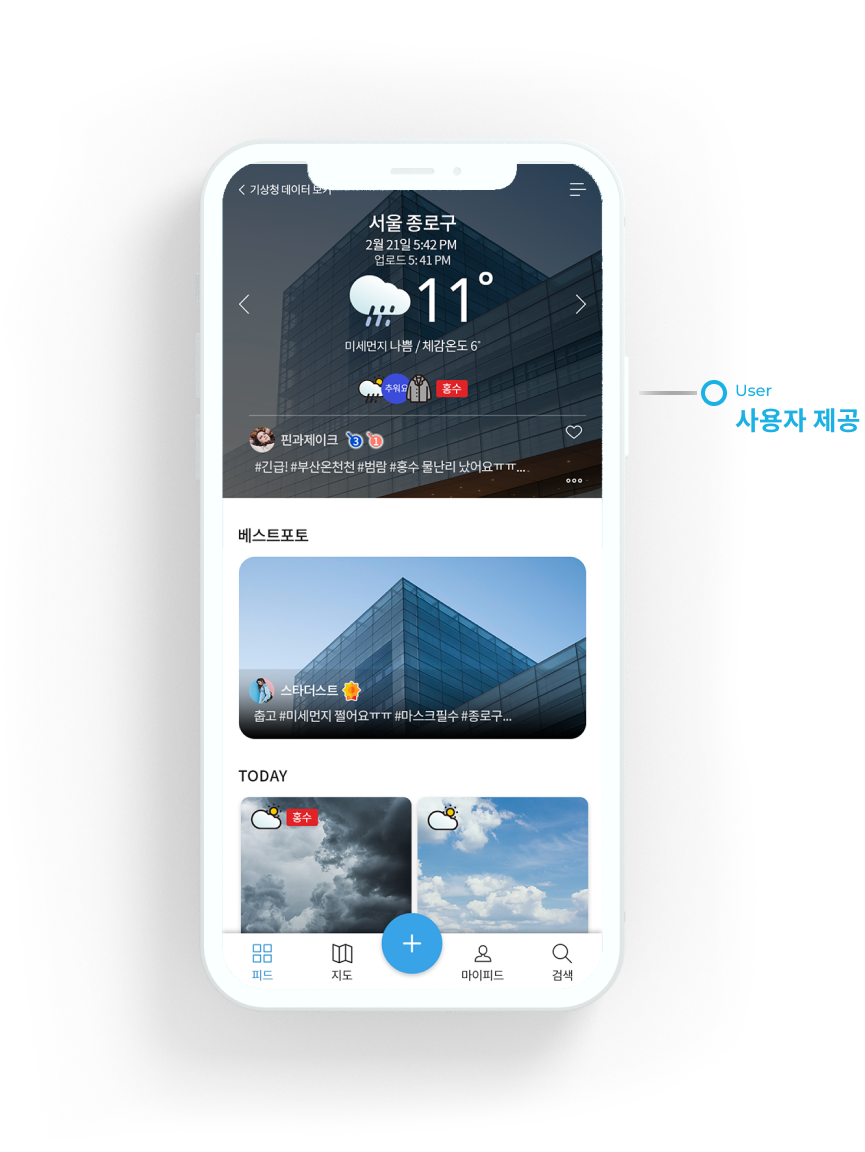 기상청 데이터 보기
서울 종로구
2월 21일 5:42 PM
업로드 5: 41 PM
11°
미세먼지 나쁨 / 체감온도 6°
추워요
홍수
핀과제이크
3
1
#긴급! #부산온천천 #범람 #홍수 물난리 났어요ㅠㅠ...
User
사용자 제공
베스트포토
스타더스트
춥고 #미세먼지 쩔어요ㅠㅠ #마스크필수 #종로구...
TODAY
홍수
피드
지도
마이피드
검색